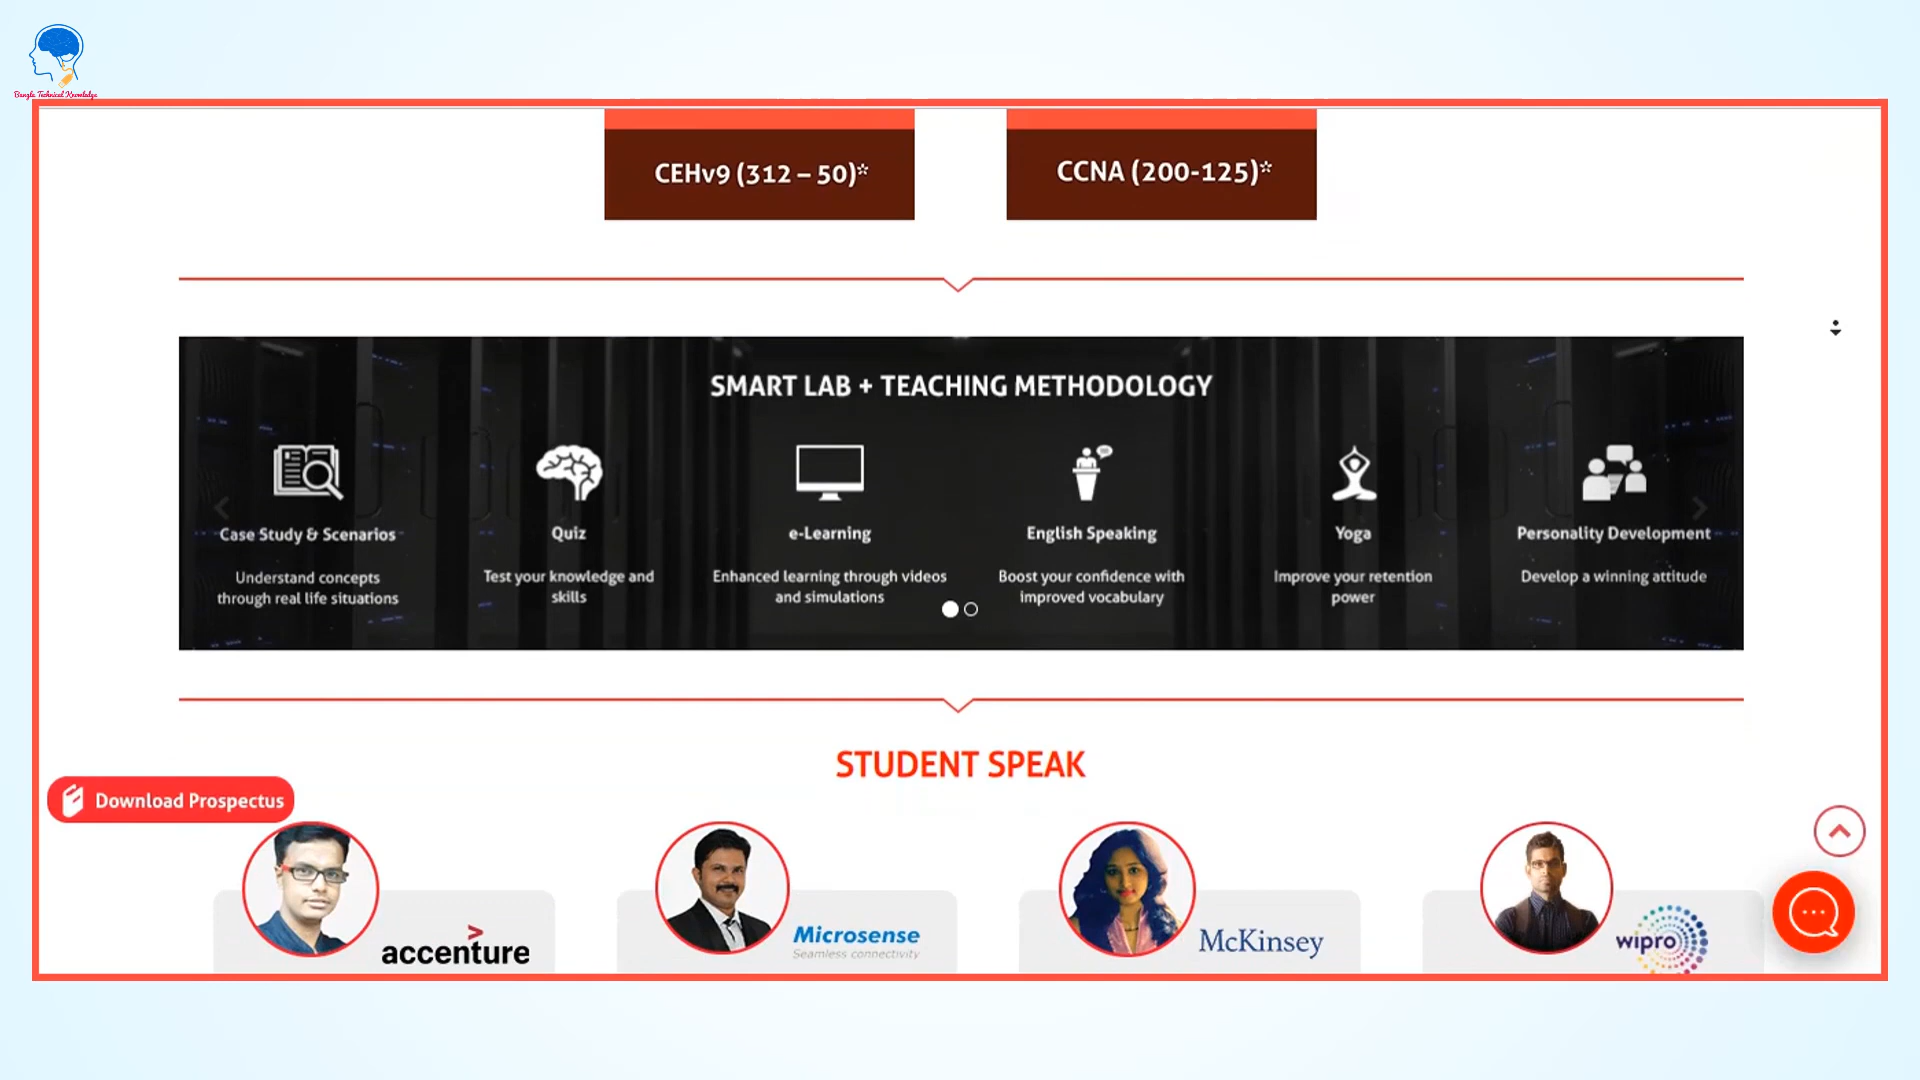 Bangla Technical Knowledge
CEHv9 (312 – 50)*
CCNA (200-125)*
SMART LAB + TEACHING METHODOLOGY
Case Study & Scenarios
Quiz
e-Learning
English Speaking
Yoga
Personality Development
Understand concepts
through real life situations
Test your knowledge and
skills
Enhanced learning through videos
and simulations
Boost your confidence with
improved vocabulary
Improve your retention
power
Develop a winning attitude
STUDENT SPEAK
Download Prospectus
accenture
Microsense
Seamless connectivity
McKinsey
wipro